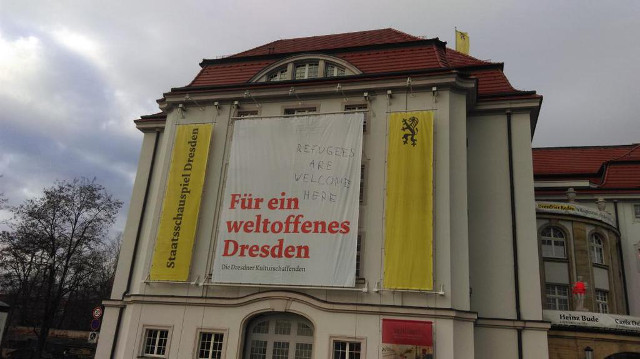 Staatsschauspiel Dresden
REFUGEES
ARE
WELCOME
HERE
Für ein
weltoffenes
Dresden
Die Dresdner Kulturschaffenden
Heinz Bude